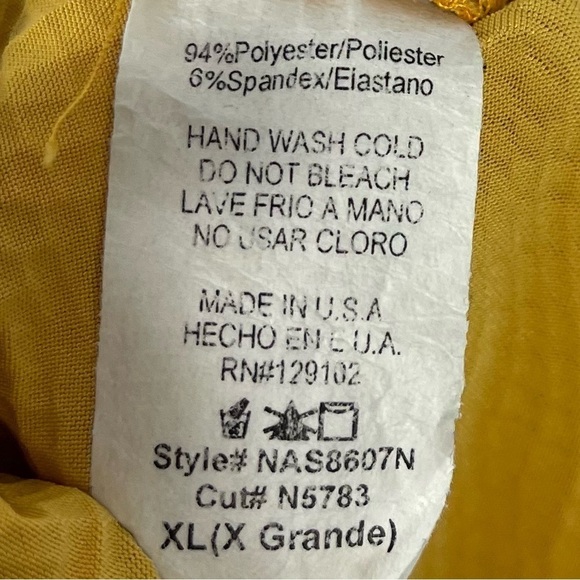 94%Polyester/Poliester
6%Spandex/Elastano
HAND WASH COLD
DO NOT BLEACH
LAVE FRIO A MANO
NO USAR CLORO
MADE IN U.S.A
HECHO EN E U.A.
RN#129102
Style# NAS8607N
Cut# N5783
XL(X Grande)